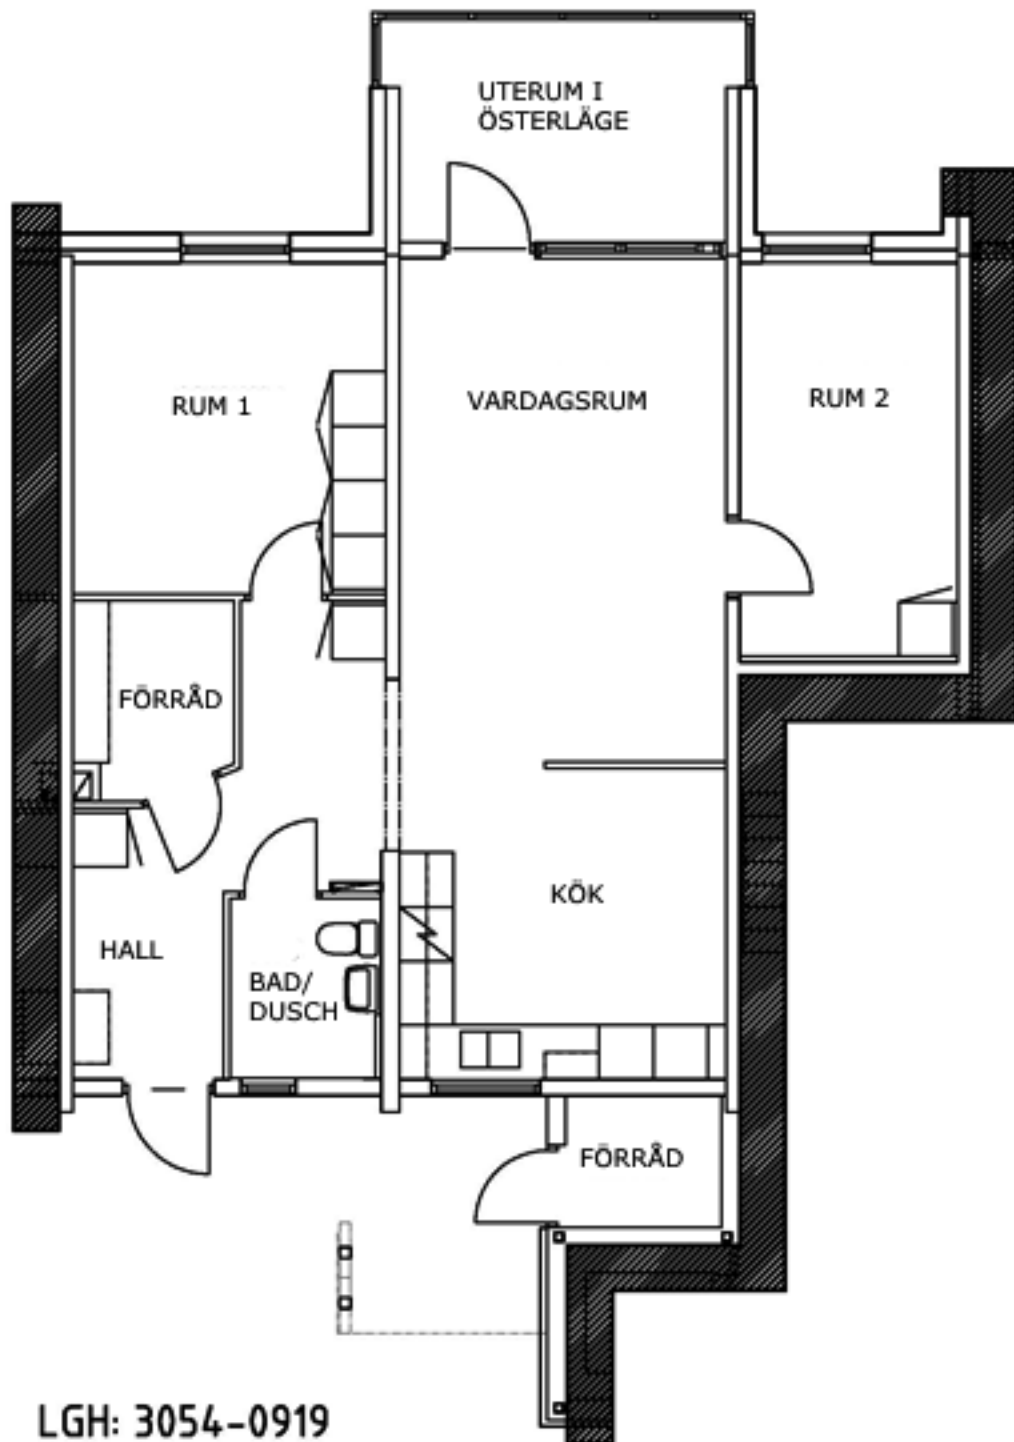 UTERUM I
ÖSTERLÄGE
RUM 1
VARDAGSRUM
RUM 2
FÖRRÅD
KÖK
HALL
BAD/
DUSCH
FÖRRÅD
LGH: 3054-0919